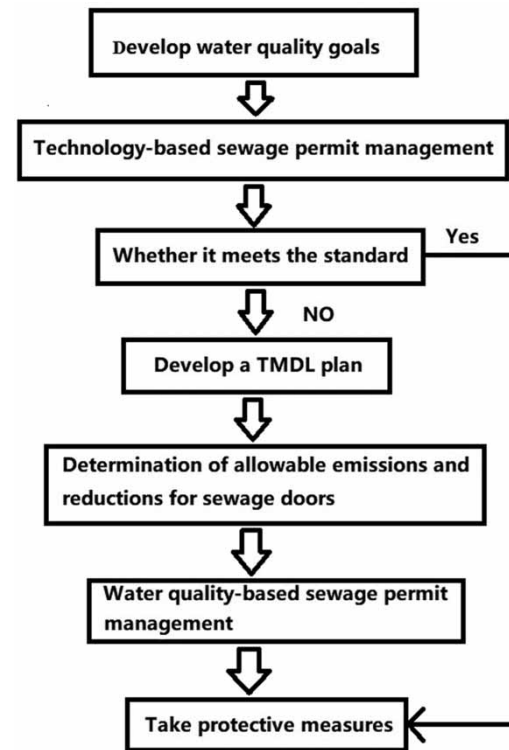 Develop water quality goals
Technology-based sewage permit management
Whether it meets the standard
Yes
NO
Develop a TMDL plan
Determination of allowable emissions and
reductions for sewage doors
Water quality-based sewage permit
management
Take protective measures